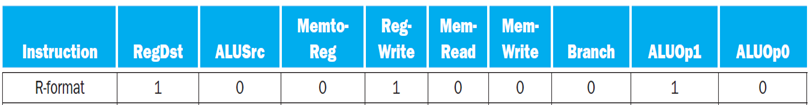 Instruction RegDst ALUSrc Memto-Reg Reg-Write Mem-Read Mem-Write Branch ALUOp1 ALUOp0
R-format 1 0 0 1 0 0 0 1 0